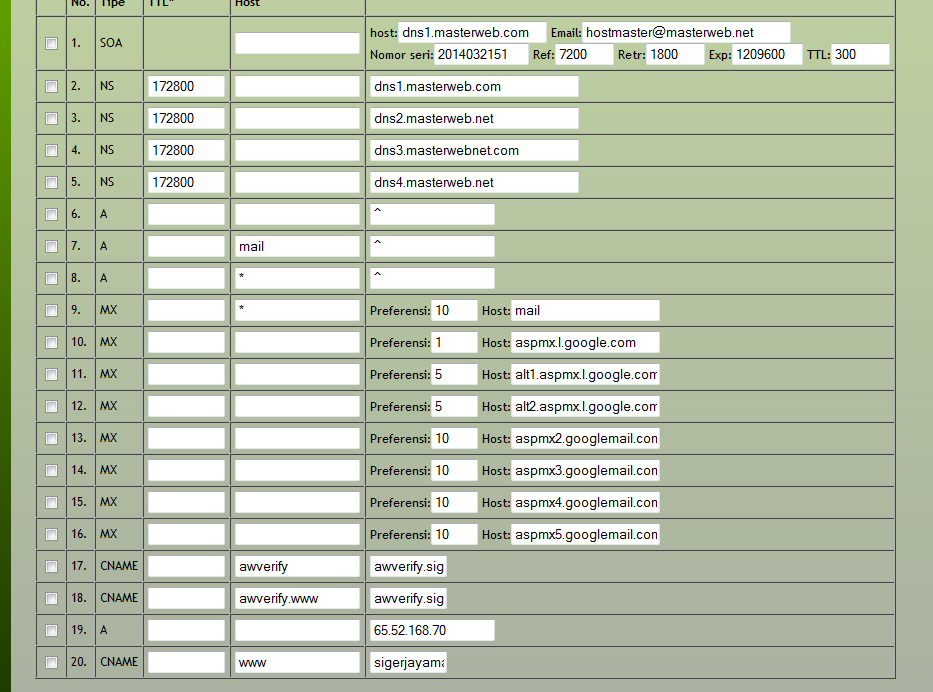 No. Type TTL* Host
1. SOA host: dns1.masterweb.com Email: hostmaster@masterweb.net
Nomor seri: 2014032151 Ref: 7200 Retr: 1800 Exp: 1209600 TTL: 300
2. NS 172800 dns1.masterweb.com
3. NS 172800 dns2.masterweb.net
4. NS 172800 dns3.masterwebnet.com
5. NS 172800 dns4.masterweb.net
6. A ^
7. A mail ^
8. A * ^
9. MX * Preferensi: 10 Host: mail
10. MX Preferensi: 1 Host: aspmx.l.google.com
11. MX Preferensi: 5 Host: alt1.aspmx.l.google.com
12. MX Preferensi: 5 Host: alt2.aspmx.l.google.com
13. MX Preferensi: 10 Host: aspmx2.googlemail.con
14. MX Preferensi: 10 Host: aspmx3.googlemail.con
15. MX Preferensi: 10 Host: aspmx4.googlemail.con
16. MX Preferensi: 10 Host: aspmx5.googlemail.con
17. CNAME awverify awverify.sig
18. CNAME awverify.www awverify.sig
19. A 65.52.168.70
20. CNAME www sigerjayama